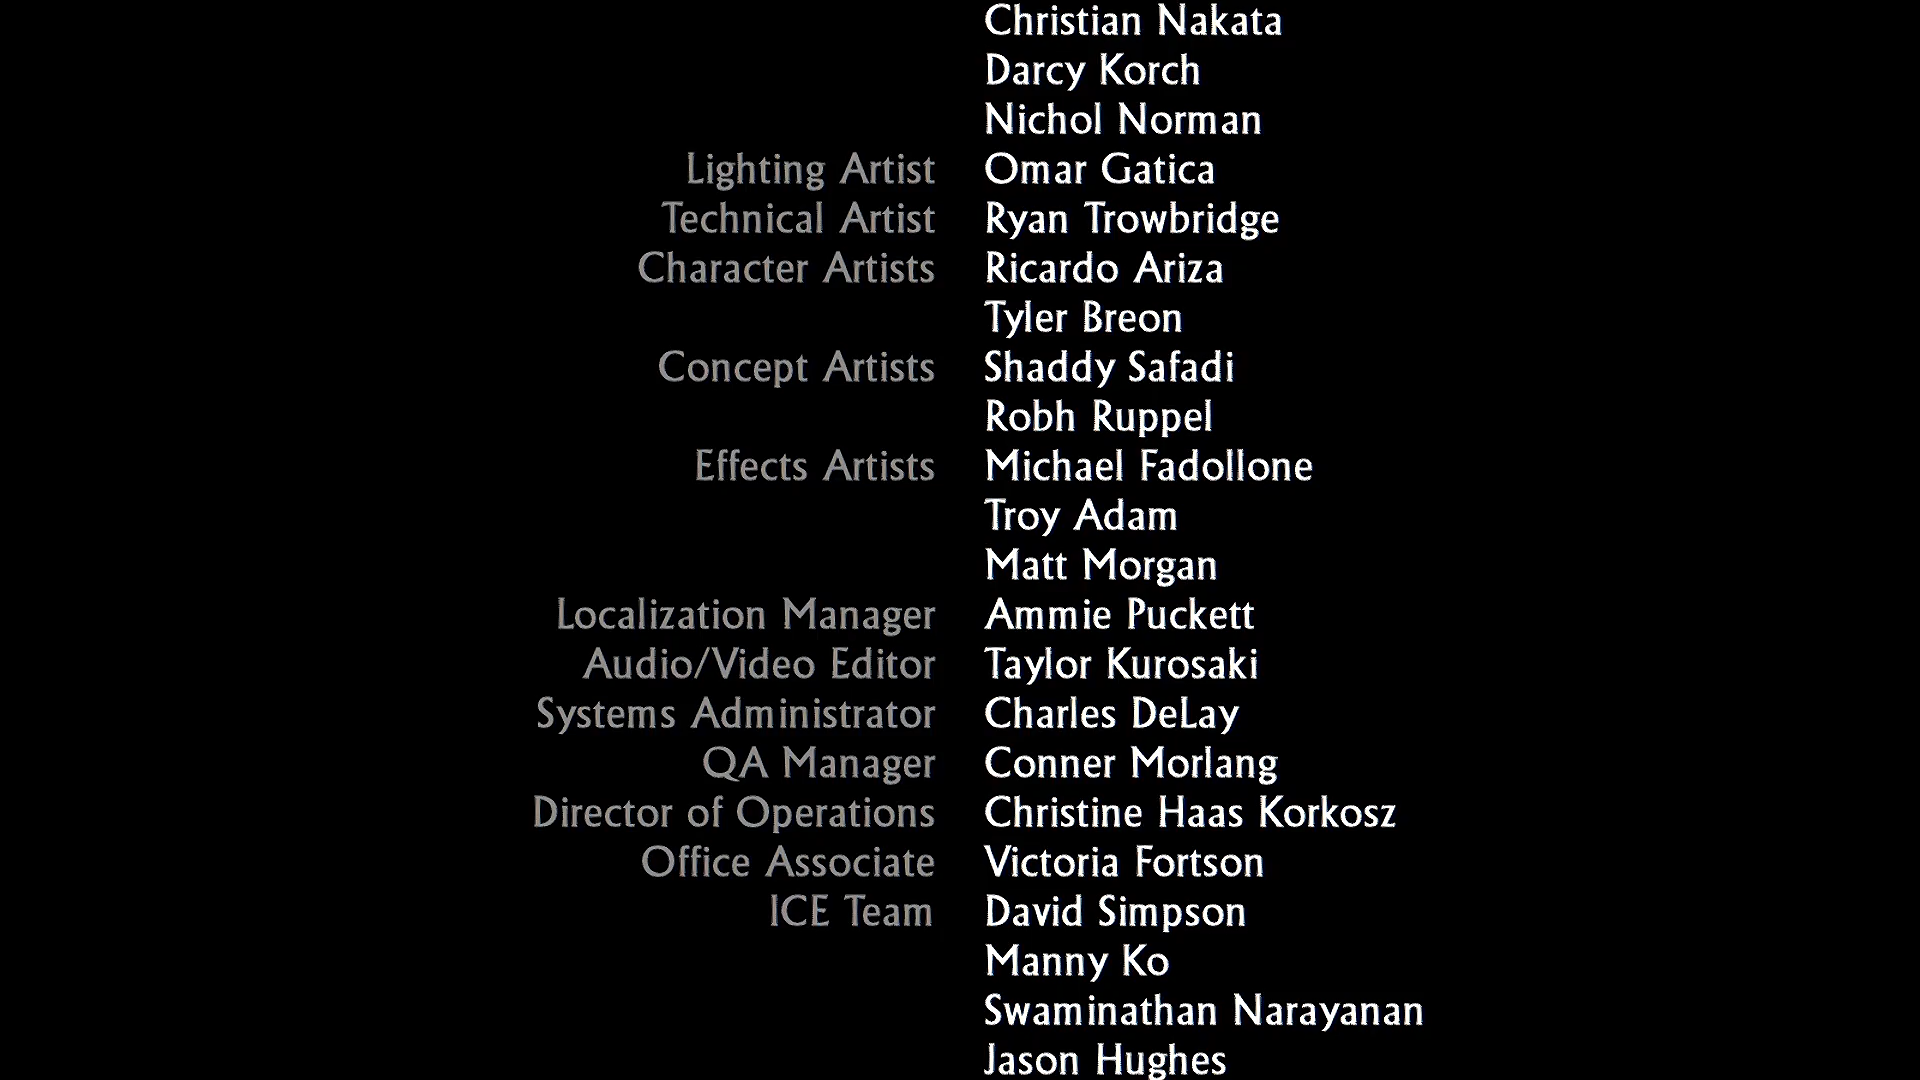 Christian Nakata
Darcy Korch
Nichol Norman
Lighting Artist Omar Gatica
Technical Artist Ryan Trowbridge
Character Artists Ricardo Ariza
Tyler Breon
Concept Artists Shaddy Safadi
Robh Ruppel
Effects Artists Michael Fadollone
Troy Adam
Matt Morgan
Localization Manager Ammie Puckett
Audio/Video Editor Taylor Kurosaki
Systems Administrator Charles DeLay
QA Manager Conner Morlang
Director of Operations Christine Haas Korkosz
Office Associate Victoria Fortson
ICE Team David Simpson
Manny Ko
Swaminathan Narayanan
Jason Hughes